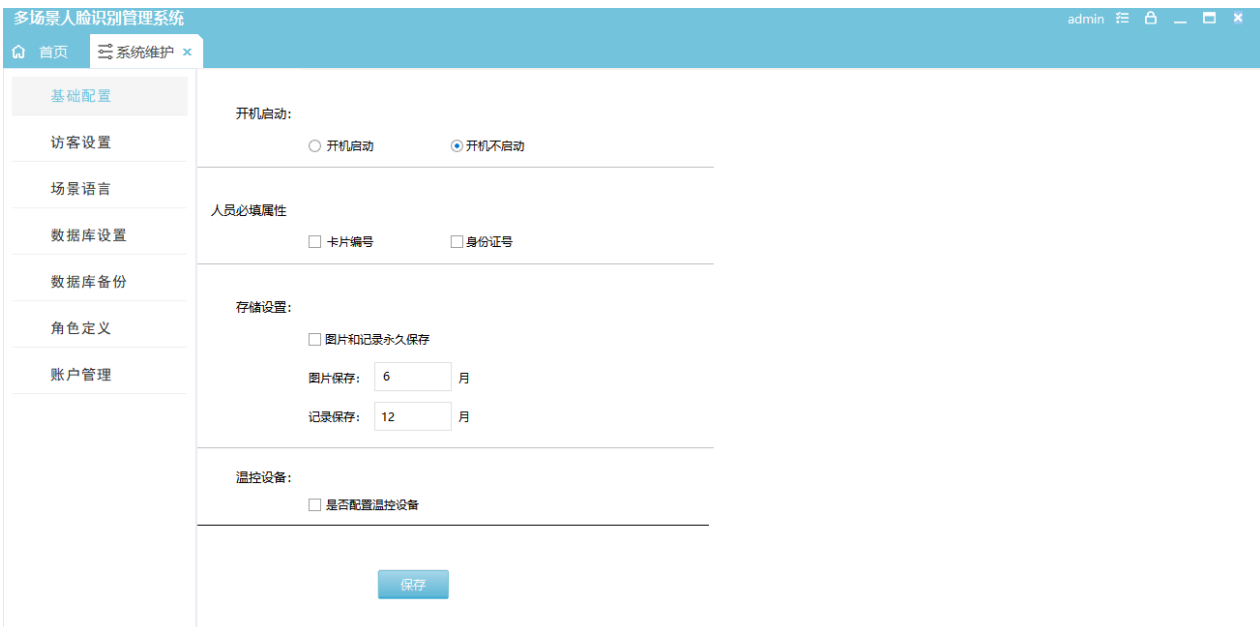 多场景人脸识别管理系统
admin
首页
系统维护
基础配置
访客设置
场景语言
数据库设置
数据库备份
角色定义
账户管理
开机启动：
开机启动 开机不启动
人员必填属性
卡片编号 身份证号
存储设置：
图片和记录永久保存
图片保存： 6 月
记录保存： 12 月
温控设备：
是否配置温控设备
保存